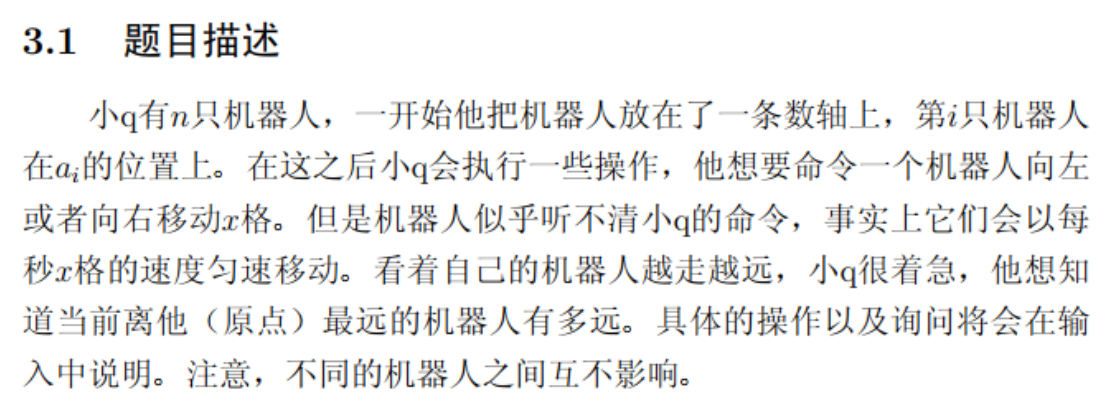 3.1 题目描述
小q有n只机器人，一开始他把机器人放在了一条数轴上，第i只机器人
在aᵢ的位置上。在这之后小q会执行一些操作，他想要命令一个机器人向左
或者向右移动x格。但是机器人似乎听不清小q的命令，事实上它们会以每
秒x格的速度匀速移动。看着自己的机器人越走越远，小q很着急，他想知
道当前离他（原点）最远的机器人有多远。具体的操作以及询问将会在输
入中说明。注意，不同的机器人之间互不影响。